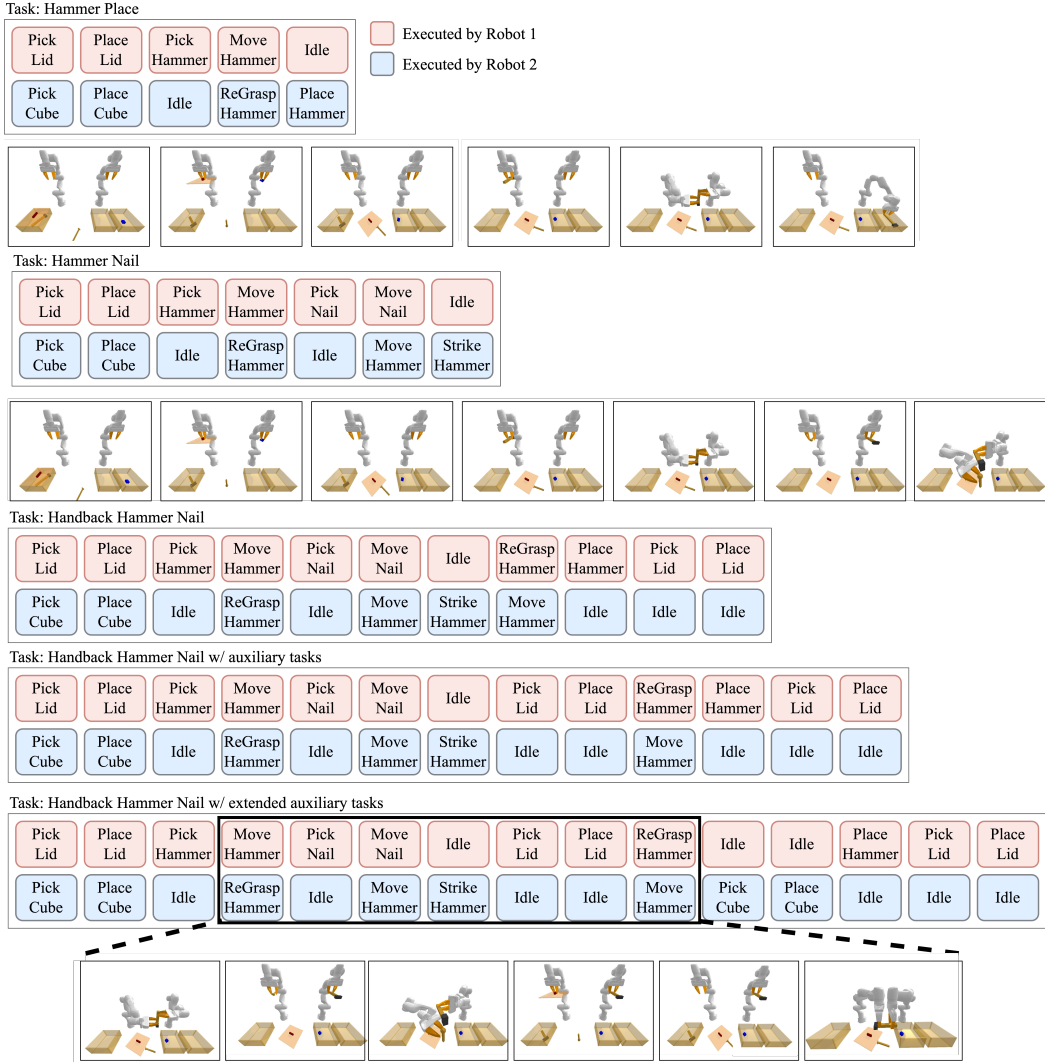 Task: Hammer Place
Pick Lid
Place Lid
Pick Hammer
Move Hammer
Idle
Pick Cube
Place Cube
Idle
ReGrasp Hammer
Place Hammer
Executed by Robot 1
Executed by Robot 2
Task: Hammer Nail
Pick Lid
Place Lid
Pick Hammer
Move Hammer
Pick Nail
Move Nail
Idle
Pick Cube
Place Cube
Idle
ReGrasp Hammer
Idle
Move Hammer
Strike Hammer
Task: Handback Hammer Nail
Pick Lid
Place Lid
Pick Hammer
Move Hammer
Pick Nail
Move Nail
Idle
ReGrasp Hammer
Place Hammer
Pick Lid
Place Lid
Pick Cube
Place Cube
Idle
ReGrasp Hammer
Idle
Move Hammer
Strike Hammer
Move Hammer
Idle
Idle
Idle
Task: Handback Hammer Nail w/ auxiliary tasks
Pick Lid
Place Lid
Pick Hammer
Move Hammer
Pick Nail
Move Nail
Idle
Pick Lid
Place Lid
ReGrasp Hammer
Place Hammer
Pick Lid
Place Lid
Pick Cube
Place Cube
Idle
ReGrasp Hammer
Idle
Move Hammer
Strike Hammer
Idle
Idle
Move Hammer
Idle
Idle
Idle
Task: Handback Hammer Nail w/ extended auxiliary tasks
Pick Lid
Place Lid
Pick Hammer
Move Hammer
Pick Nail
Move Nail
Idle
Pick Lid
Place Lid
ReGrasp Hammer
Idle
Idle
Place Hammer
Pick Lid
Place Lid
Pick Cube
Place Cube
Idle
ReGrasp Hammer
Idle
Move Hammer
Strike Hammer
Idle
Idle
Move Hammer
Pick Cube
Place Cube
Idle
Idle
Idle